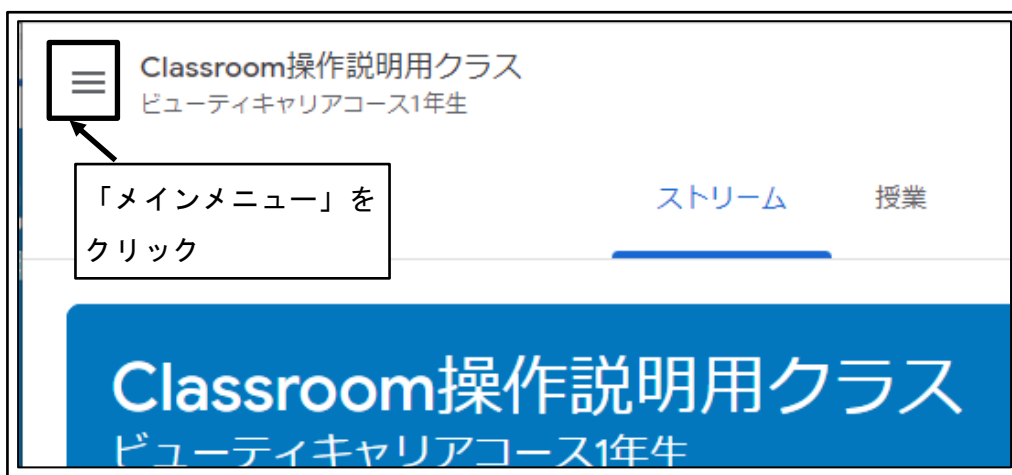 Classroom操作説明用クラス
ビューティキャリアコース1年生
「メインメニュー」を
クリック
ストリーム 授業
Classroom操作説明用クラス
ビューティキャリアコース1年生